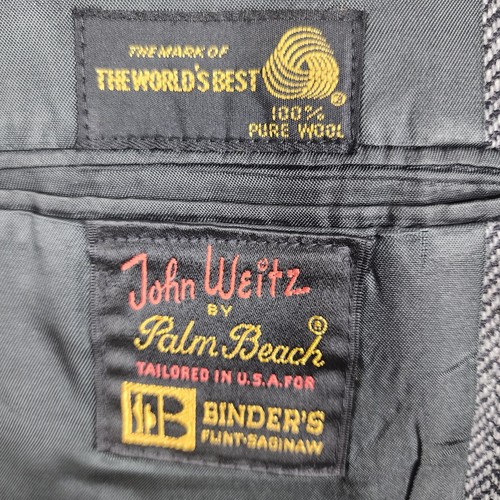 THE MARK OF
THE WORLD'S BEST
100%
PURE WOOL
John Weitz
BY
Palm Beach®
TAILORED IN U.S.A. FOR
BINDER'S
FLINT-SAGINAW